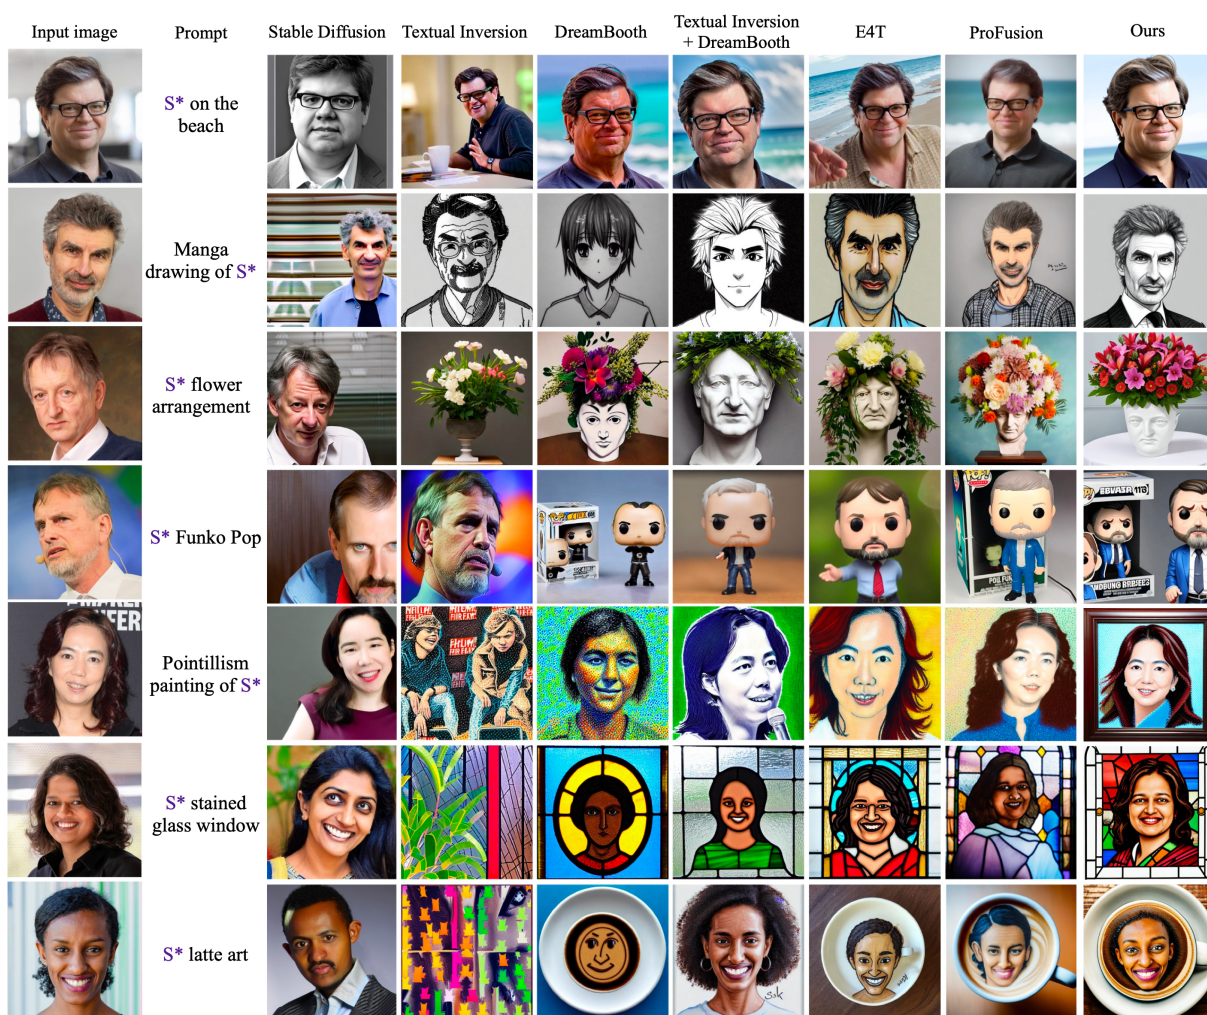 Input image
Prompt
Stable Diffusion
Textual Inversion
DreamBooth
Textual Inversion
+ DreamBooth
E4T
ProFusion
Ours
S* on the
beach
Manga
drawing of S*
S* flower
arrangement
S* Funko Pop
Pointillism
painting of S*
S* stained
glass window
S* latte art